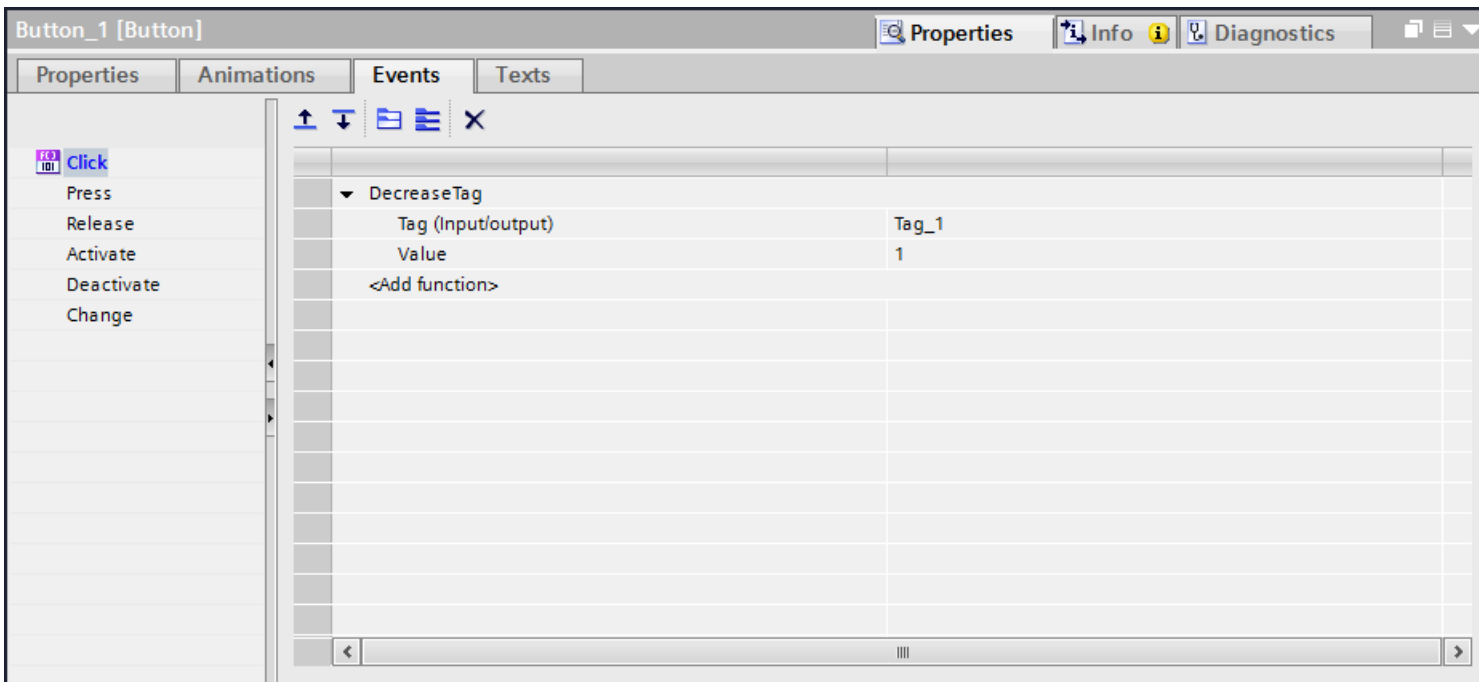 Button_1 [Button]
Properties
Info
Diagnostics
Properties
Animations
Events
Texts
Click
Press
Release
Activate
Deactivate
Change
DecreaseTag
Tag (Input/output) Tag_1
Value 1
<Add function>